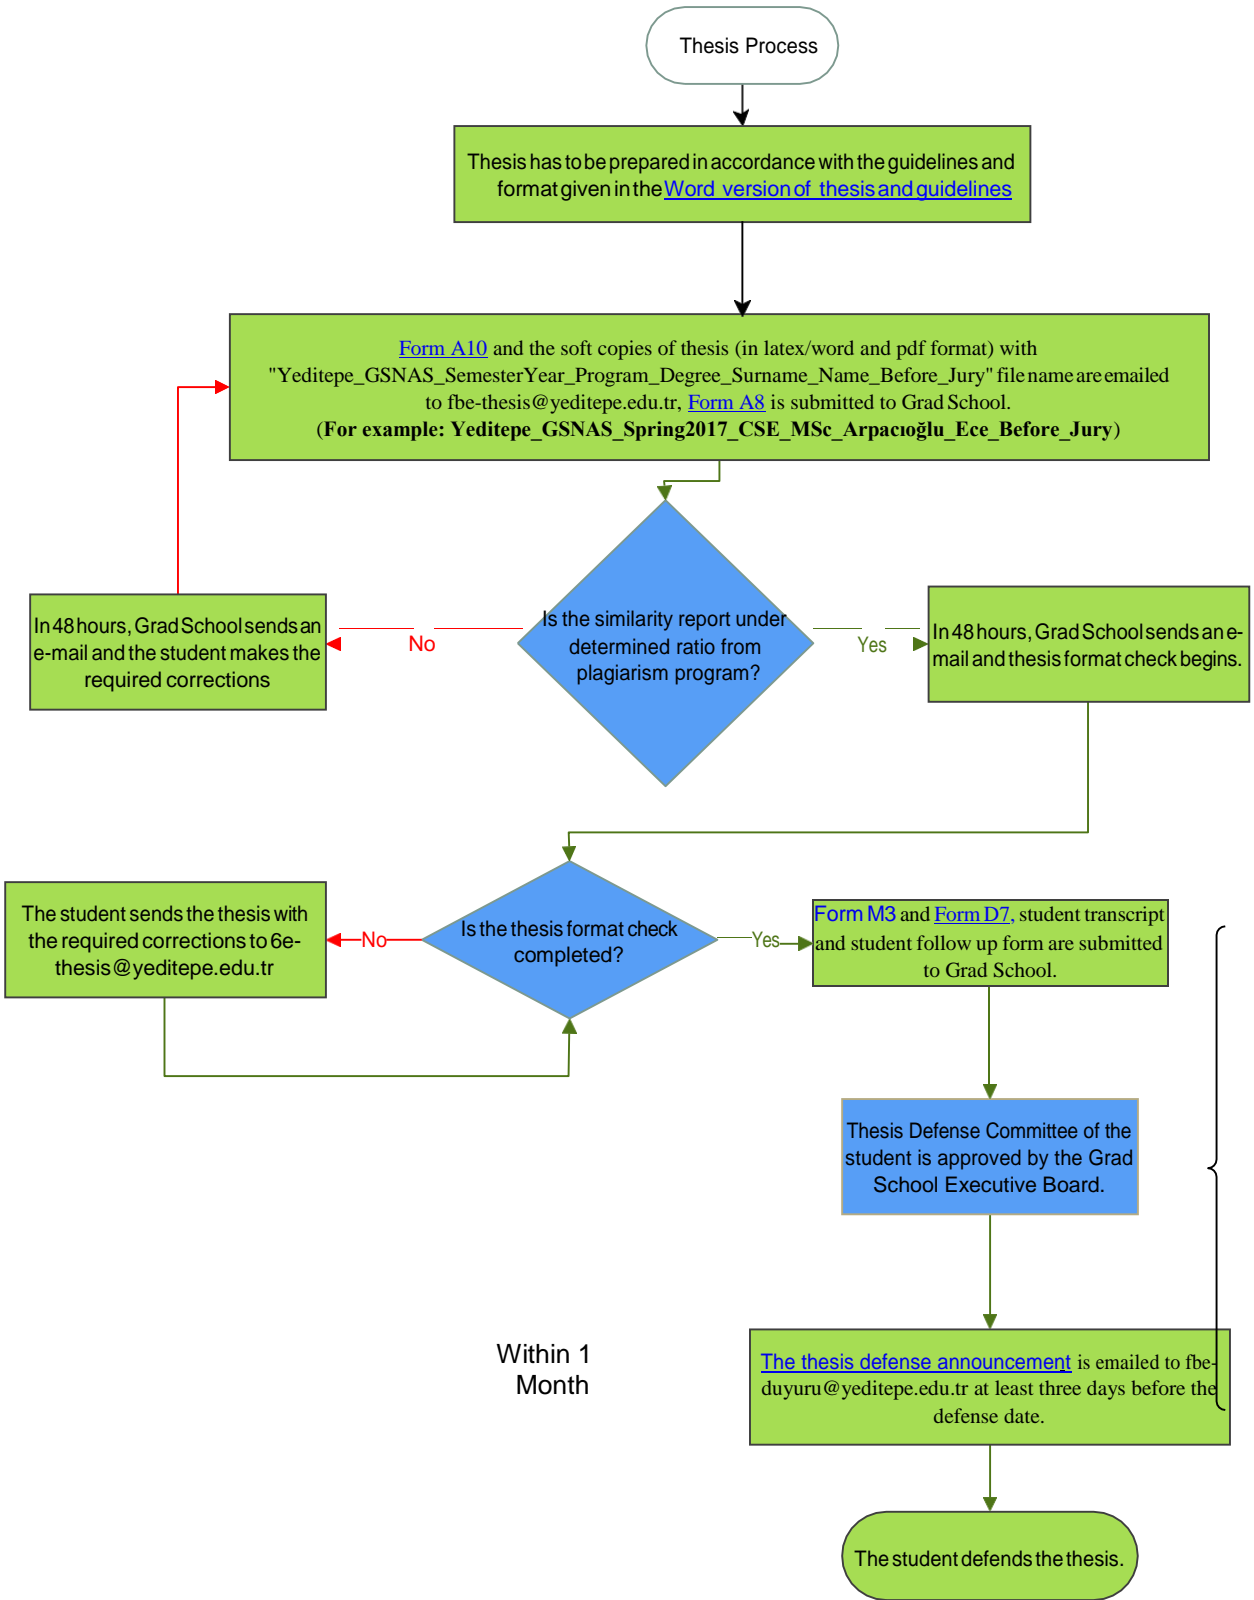 Thesis Process
Thesis has to be prepared in accordance with the guidelines and
format given in the Word version of thesis and guidelines
Form A10 and the soft copies of thesis (in latex/word and pdf format) with
"Yeditepe_GSNAS_SemesterYear_Program_Degree_Surname_Name_Before_Jury" file name are emailed
to fbe-thesis@yeditepe.edu.tr, Form A8 is submitted to Grad School.
(For example: Yeditepe_GSNAS_Spring2017_CSE_MSc_Arpacıoğlu_Ece_Before_Jury)
In 48 hours, Grad School sends an
e-mail and the student makes the
required corrections
No
Is the similarity report under
determined ratio from
plagiarism program?
Yes
In 48 hours, Grad School sends an e-
mail and thesis format check begins.
The student sends the thesis with
the required corrections to 6e-
thesis@yeditepe.edu.tr
No
Is the thesis format check
completed?
Yes
Form M3 and Form D7, student transcript
and student follow up form are submitted
to Grad School.
Thesis Defense Committee of the
student is approved by the Grad
School Executive Board.
Within 1
Month
The thesis defense announcement is emailed to fbe-
duyuru@yeditepe.edu.tr at least three days before the
defense date.
The student defends the thesis.